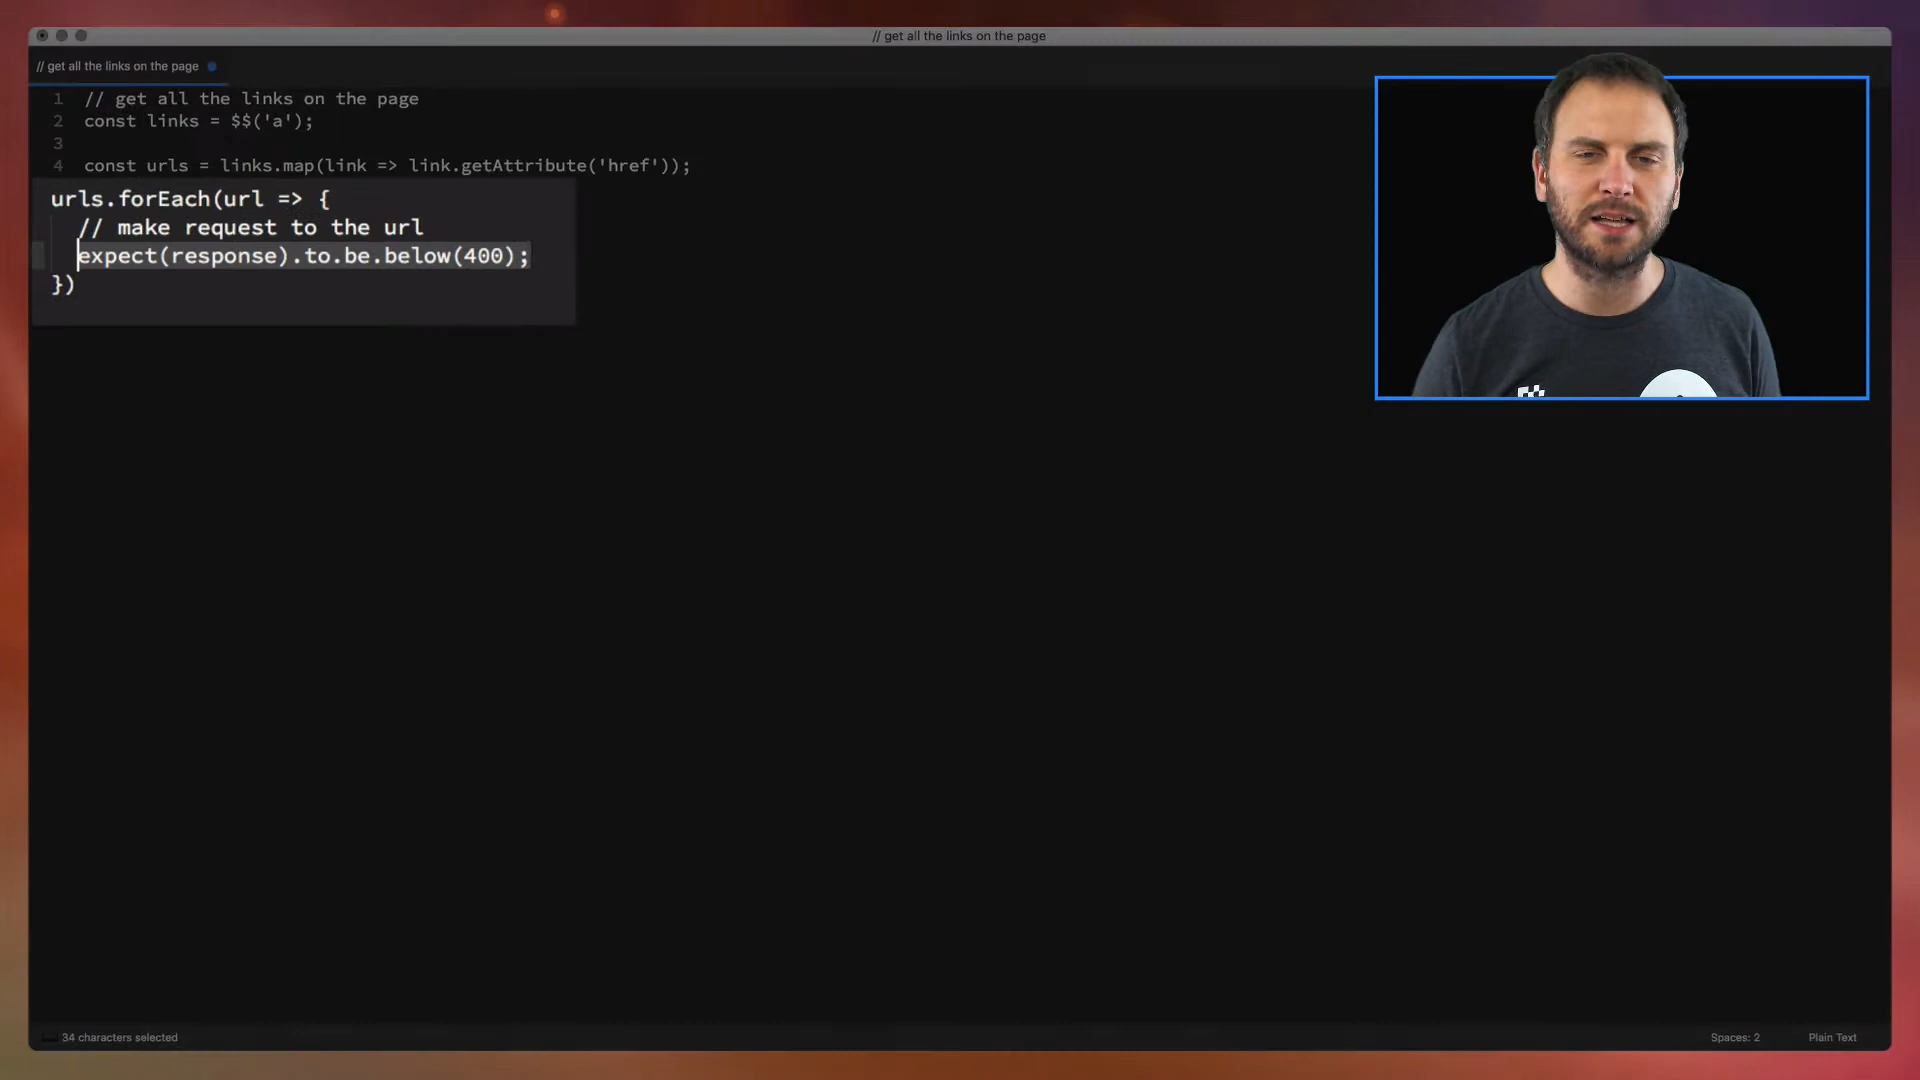 // get all the links on the page
// get all the links on the page
1 // get all the links on the page
2 const links = $$('a');
3
4 const urls = links.map(link => link.getAttribute('href'));
urls.forEach(url => {
// make request to the url
expect(response).to.be.below(400);
})
34 characters selected
Spaces: 2
Plain Text